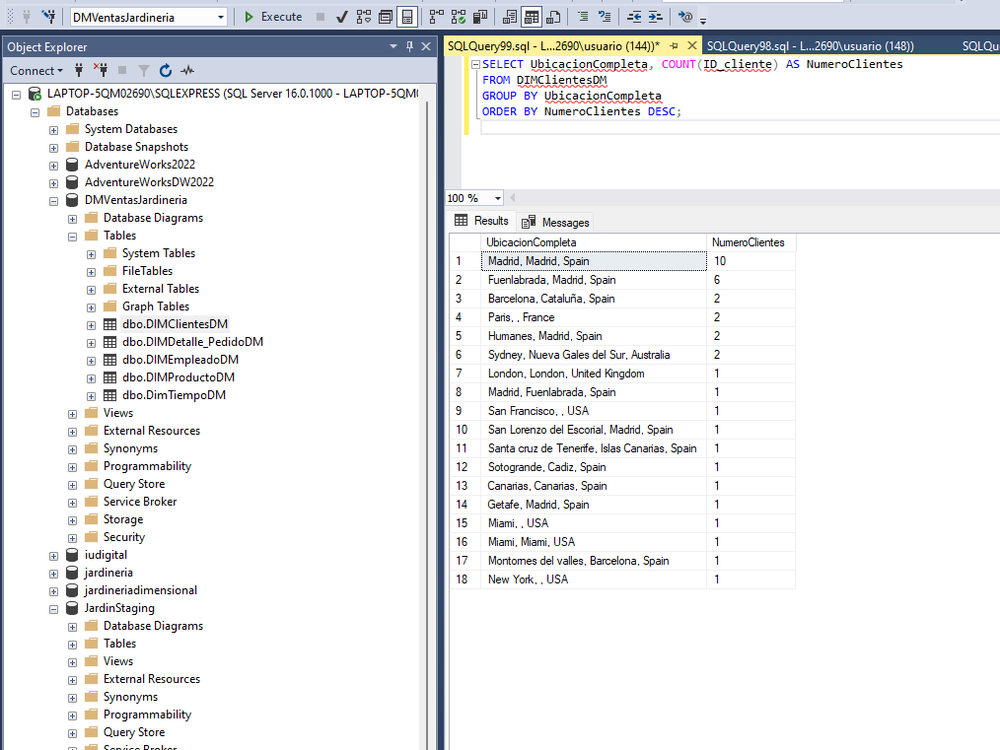 DMVentasJardineria
Execute
Object Explorer
Connect
LAPTOP-5QM02690\SQLEXPRESS (SQL Server 16.0.1000 - LAPTOP-5QM0
Databases
System Databases
Database Snapshots
AdventureWorks2022
AdventureWorksDW2022
DMVentasJardineria
Database Diagrams
Tables
System Tables
FileTables
External Tables
Graph Tables
dbo.DIMClientesDM
dbo.DIMDetalle_PedidoDM
dbo.DIMEmpleadoDM
dbo.DIMProductoDM
dbo.DimTiempoDM
Views
External Resources
Synonyms
Programmability
Query Store
Service Broker
Storage
Security
iudigital
jardineria
jardineriadimensional
JardinStaging
Database Diagrams
Tables
Views
External Resources
Synonyms
Programmability
Query Store
Service Broker
SQLQuery99.sql - L...2690\usuario (144))* SQLQuery98.sql - L...2690\usuario (148)) SQLQu
SELECT UbicacionCompleta, COUNT(ID_cliente) AS NumeroClientes
FROM DIMClientesDM
GROUP BY UbicacionCompleta
ORDER BY NumeroClientes DESC;
100 %
Results Messages
UbicacionCompleta NumeroClientes
1 Madrid, Madrid, Spain 10
2 Fuenlabrada, Madrid, Spain 6
3 Barcelona, Cataluña, Spain 2
4 Paris, , France 2
5 Humanes, Madrid, Spain 2
6 Sydney, Nueva Gales del Sur, Australia 2
7 London, London, United Kingdom 1
8 Madrid, Fuenlabrada, Spain 1
9 San Francisco, , USA 1
10 San Lorenzo del Escorial, Madrid, Spain 1
11 Santa cruz de Tenerife, Islas Canarias, Spain 1
12 Sotogrande, Cadiz, Spain 1
13 Canarias, Canarias, Spain 1
14 Getafe, Madrid, Spain 1
15 Miami, , USA 1
16 Miami, Miami, USA 1
17 Montornes del valles, Barcelona, Spain 1
18 New York, , USA 1